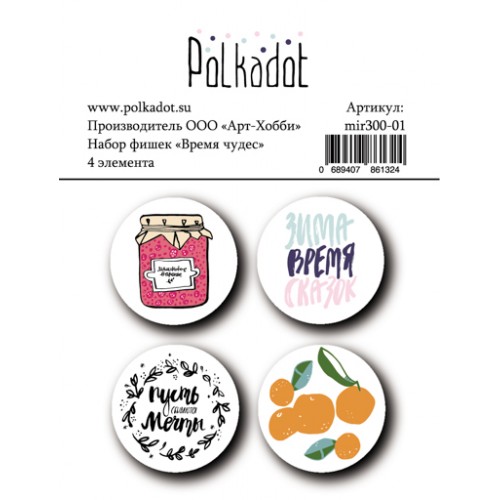 Polkadot
www.polkadot.su
Производитель ООО «Арт-Хобби»
Набор фишек «Время чудес»
4 элемента
Артикул:
mir300-01
0 689407 861324
ЗИМА
ВРЕМЯ
СКАЗОК
пусть
сбываются
мечты